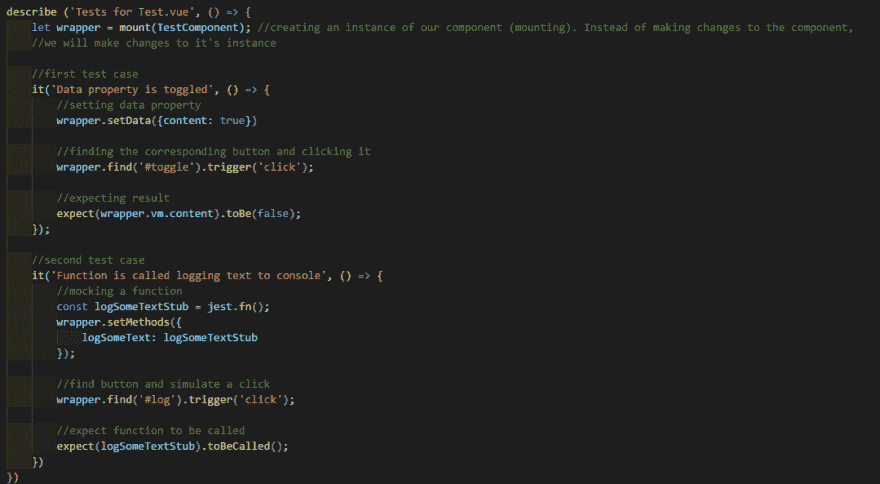 describe ('Tests for Test.vue', () => {
let wrapper = mount(TestComponent); //creating an instance of our component (mounting). Instead of making changes to the component,
//we will make changes to it's instance
//first test case
it('Data property is toggled', () => {
//setting data property
wrapper.setData({content: true})
//finding the corresponding button and clicking it
wrapper.find('#toggle').trigger('click');
//expecting result
expect(wrapper.vm.content).toBe(false);
});
//second test case
it('Function is called logging text to console', () => {
//mocking a function
const logSomeTextStub = jest.fn();
wrapper.setMethods({
logSomeText: logSomeTextStub
});
//find button and simulate a click
wrapper.find('#log').trigger('click');
//expect function to be called
expect(logSomeTextStub).toBeCalled();
})
})